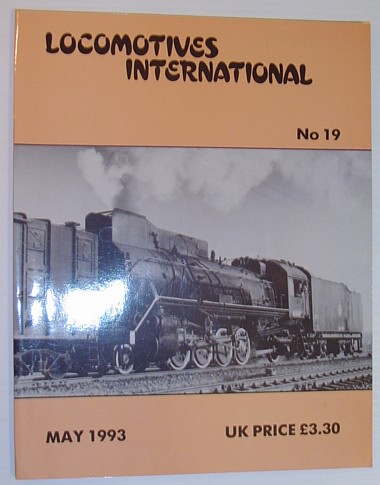 LOCOMOTIVES
INTERNATIONAL
No 19
MAY 1993
UK PRICE £3.30